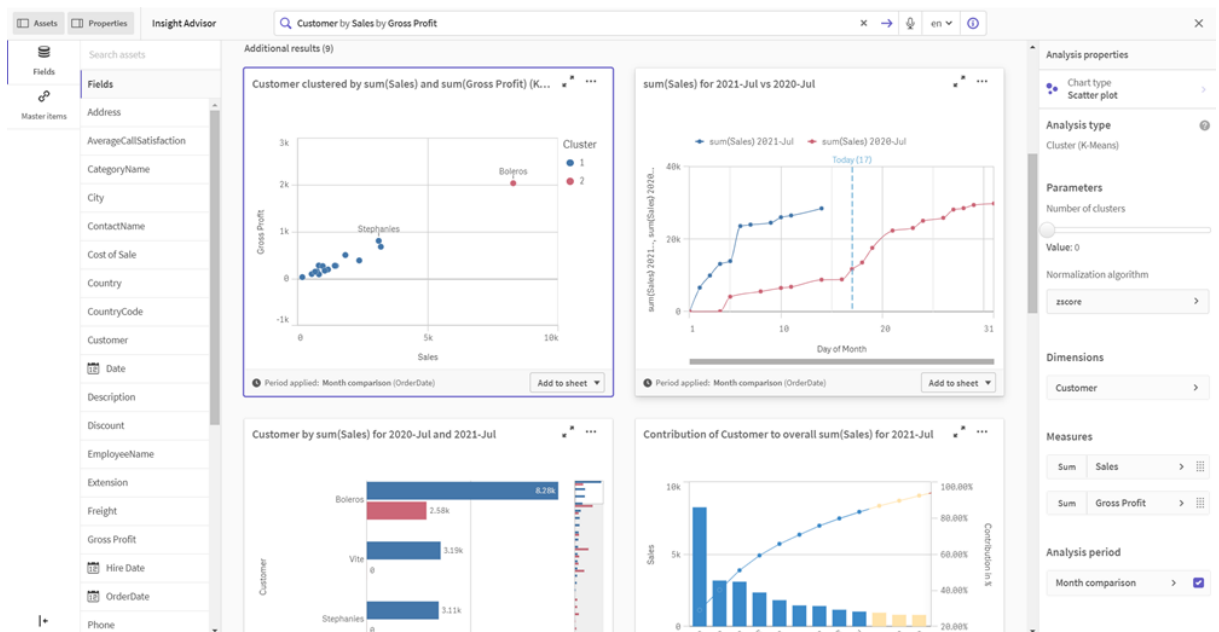 Assets
Properties
Insight Advisor
Customer by Sales by Gross Profit
en
Fields
Master items
Search assets
Fields
Address
AverageCallSatisfaction
CategoryName
City
ContactName
Cost of Sale
Country
CountryCode
Customer
Date
Description
Discount
EmployeeName
Extension
Freight
Gross Profit
Hire Date
OrderDate
Phone
Additional results (9)
Customer clustered by sum(Sales) and sum(Gross Profit) (K...
3k
2k
1k
0
-1k
Gross Profit
Boleros
Stephanies
Cluster
1
2
0
5k
10k
Sales
Period applied: Month comparison (OrderDate)
Add to sheet
sum(Sales) for 2021-Jul vs 2020-Jul
sum(Sales) 2021-Jul
sum(Sales) 2020-Jul
Today (17)
sum(Sales) 2021..., sum(Sales) 2020...
40k
20k
0
1
10
20
31
Day of Month
Period applied: Month comparison (OrderDate)
Add to sheet
Customer by sum(Sales) for 2020-Jul and 2021-Jul
Customer
Boleros
8.28k
2.58k
Vite
3.19k
0
Stephanies
3.11k
0
Contribution of Customer to overall sum(Sales) for 2021-Jul
10k
5k
0
Sales
100.00%
80.00%
60.00%
40.00%
20.00%
Contribution in %
Analysis properties
Chart type
Scatter plot
Analysis type
Cluster (K-Means)
Parameters
Number of clusters
Value: 0
Normalization algorithm
zscore
Dimensions
Customer
Measures
Sum
Sales
Sum
Gross Profit
Analysis period
Month comparison